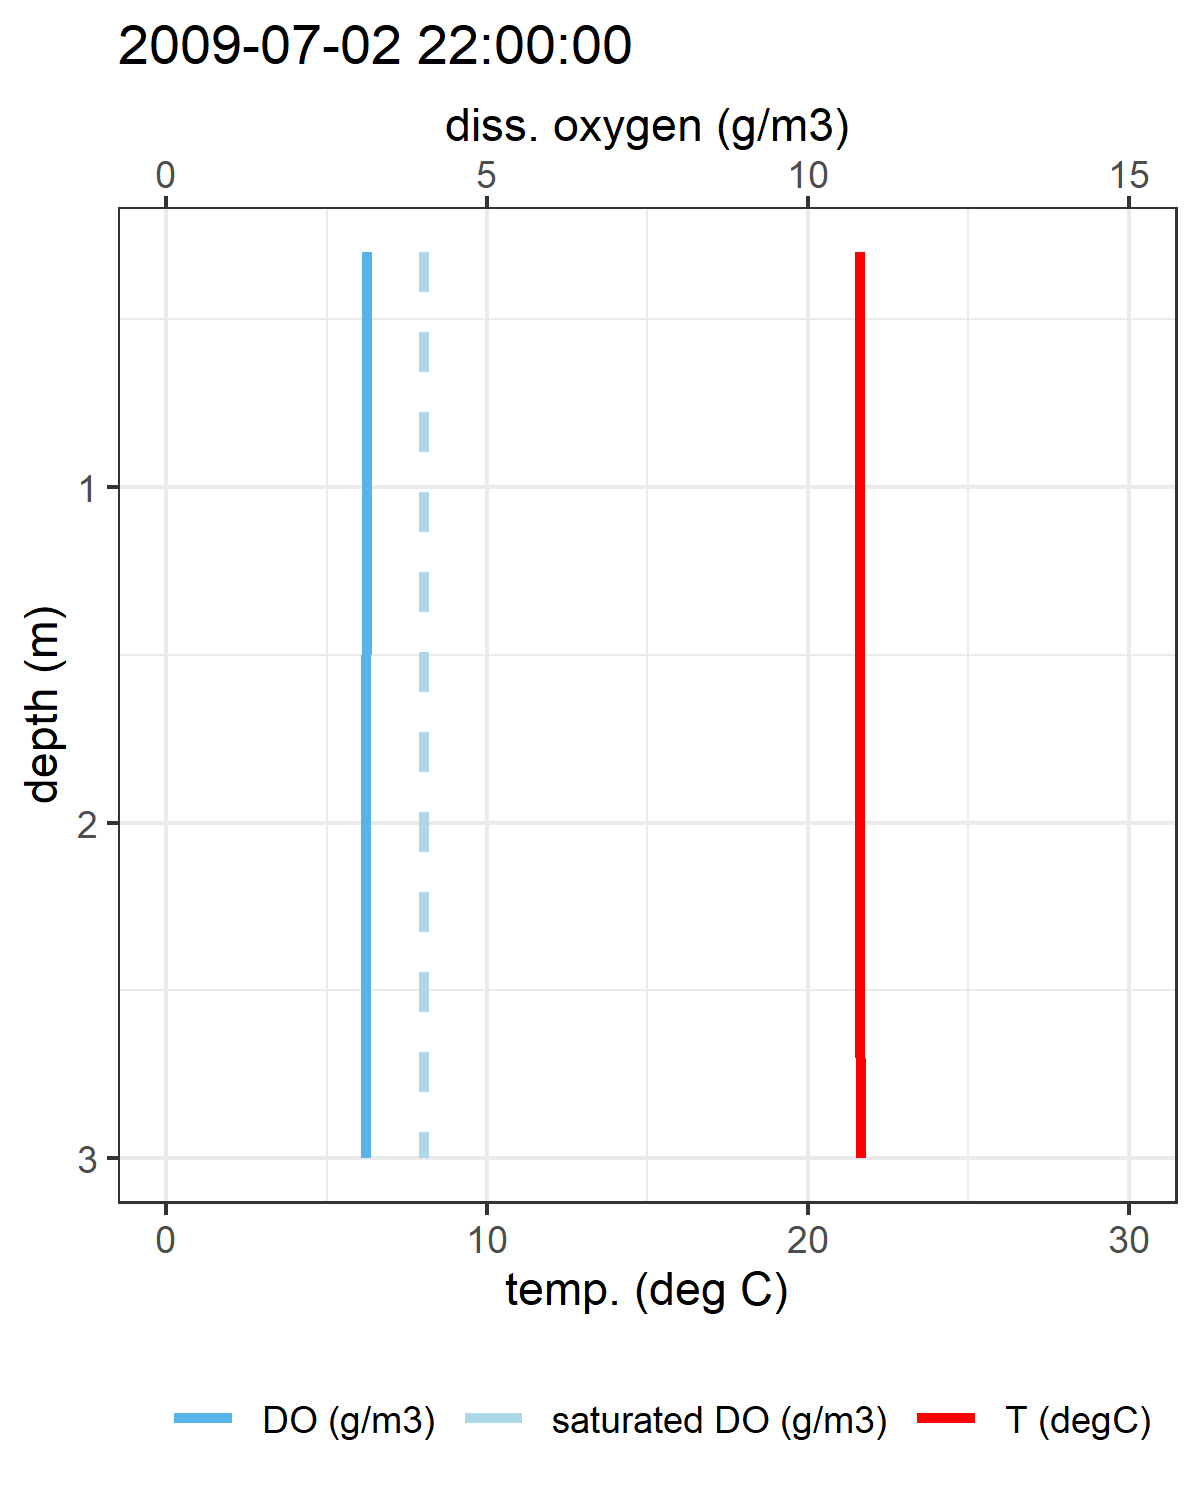 2009-07-02 22:00:00
diss. oxygen (g/m3)
0 5 10 15
depth (m)
1
2
3
0 10 20 30
temp. (deg C)
DO (g/m3) saturated DO (g/m3) T (degC)